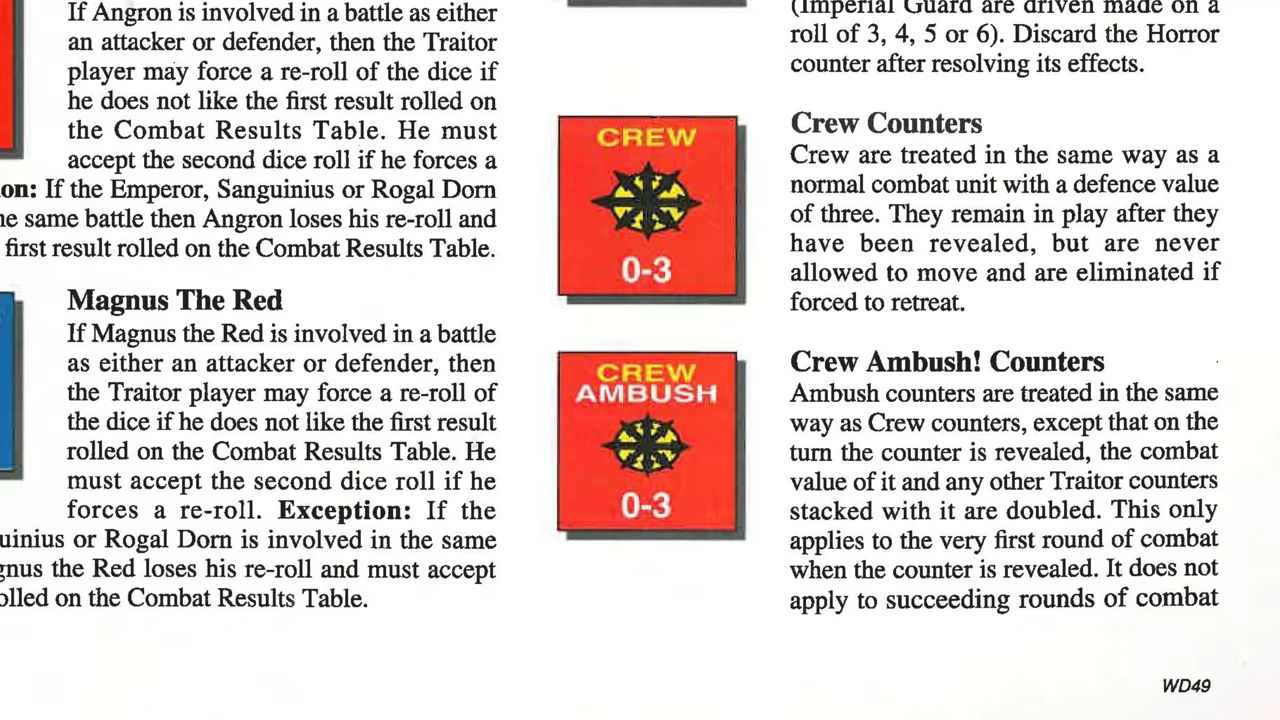 If Angron is involved in a battle as either
an attacker or defender, then the Traitor
player may force a re-roll of the dice if
he does not like the first result rolled on
the Combat Results Table. He must
accept the second dice roll if he forces a
on: If the Emperor, Sanguinius or Rogal Dorn
he same battle then Angron loses his re-roll and
first result rolled on the Combat Results Table.
Magnus The Red
If Magnus the Red is involved in a battle
as either an attacker or defender, then
the Traitor player may force a re-roll of
the dice if he does not like the first result
rolled on the Combat Results Table. He
must accept the second dice roll if he
forces a re-roll. Exception: If the
uinius or Rogal Dorn is involved in the same
gnus the Red loses his re-roll and must accept
olled on the Combat Results Table.
(Imperial Guard are driven made on a
roll of 3, 4, 5 or 6). Discard the Horror
counter after resolving its effects.
CREW
0-3
Crew Counters
Crew are treated in the same way as a
normal combat unit with a defence value
of three. They remain in play after they
have been revealed, but are never
allowed to move and are eliminated if
forced to retreat.
CREW
AMBUSH
0-3
Crew Ambush! Counters
Ambush counters are treated in the same
way as Crew counters, except that on the
turn the counter is revealed, the combat
value of it and any other Traitor counters
stacked with it are doubled. This only
applies to the very first round of combat
when the counter is revealed. It does not
apply to succeeding rounds of combat
WD49